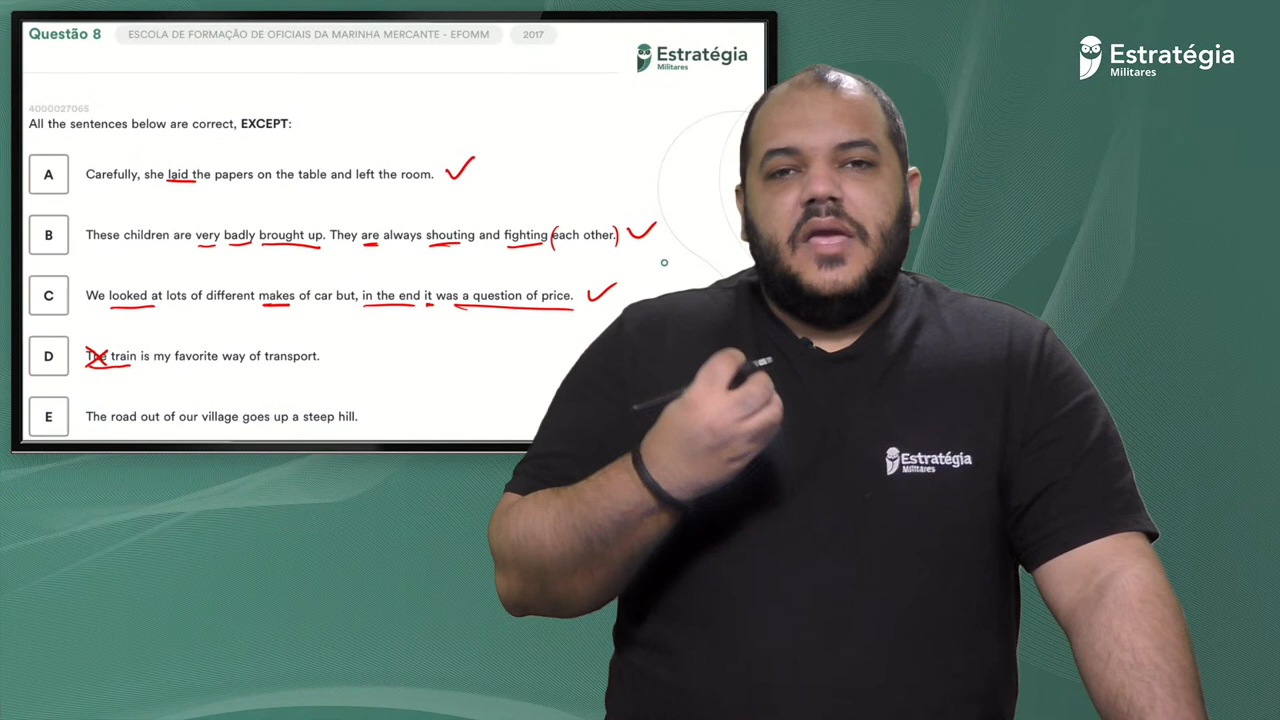 Questão 8 ESCOLA DE FORMAÇÃO DE OFICIAIS DA MARINHA MERCANTE - EFOMM 2017
Estratégia
Militares
Estratégia
Militares
4000027065
All the sentences below are correct, EXCEPT:
A Carefully, she laid the papers on the table and left the room.
B These children are very badly brought up. They are always shouting and fighting each other.
C We looked at lots of different makes of car but, in the end it was a question of price.
D The train is my favorite way of transport.
E The road out of our village goes up a steep hill.
Estratégia
Militares